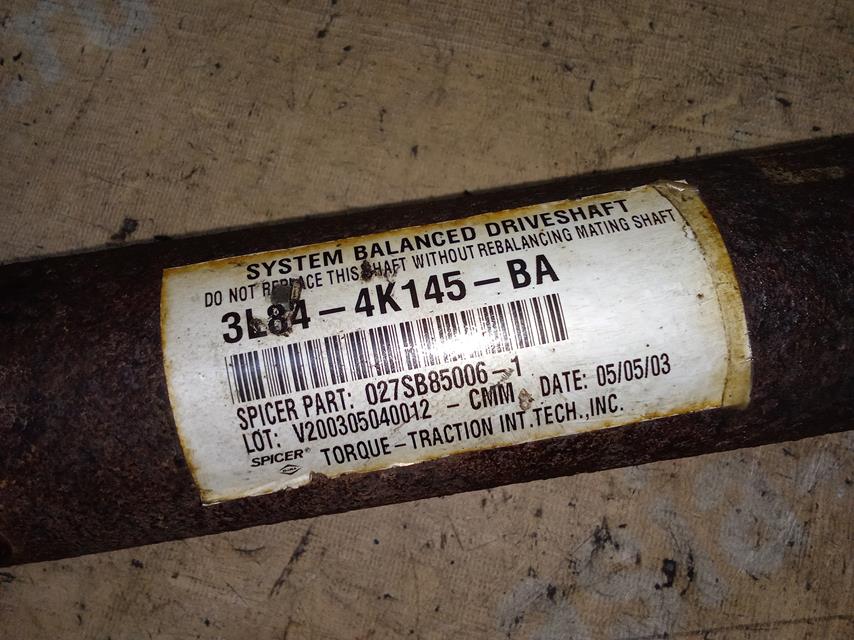 SYSTEM BALANCED DRIVESHAFT
DO NOT REPLACE THIS SHAFT WITHOUT REBALANCING MATING SHAFT
3L84-4K145-BA
SPICER PART: 027SB85006-1
LOT: V200305040012 - CMM DATE: 05/05/03
SPICER TORQUE-TRACTION INT.TECH.,INC.